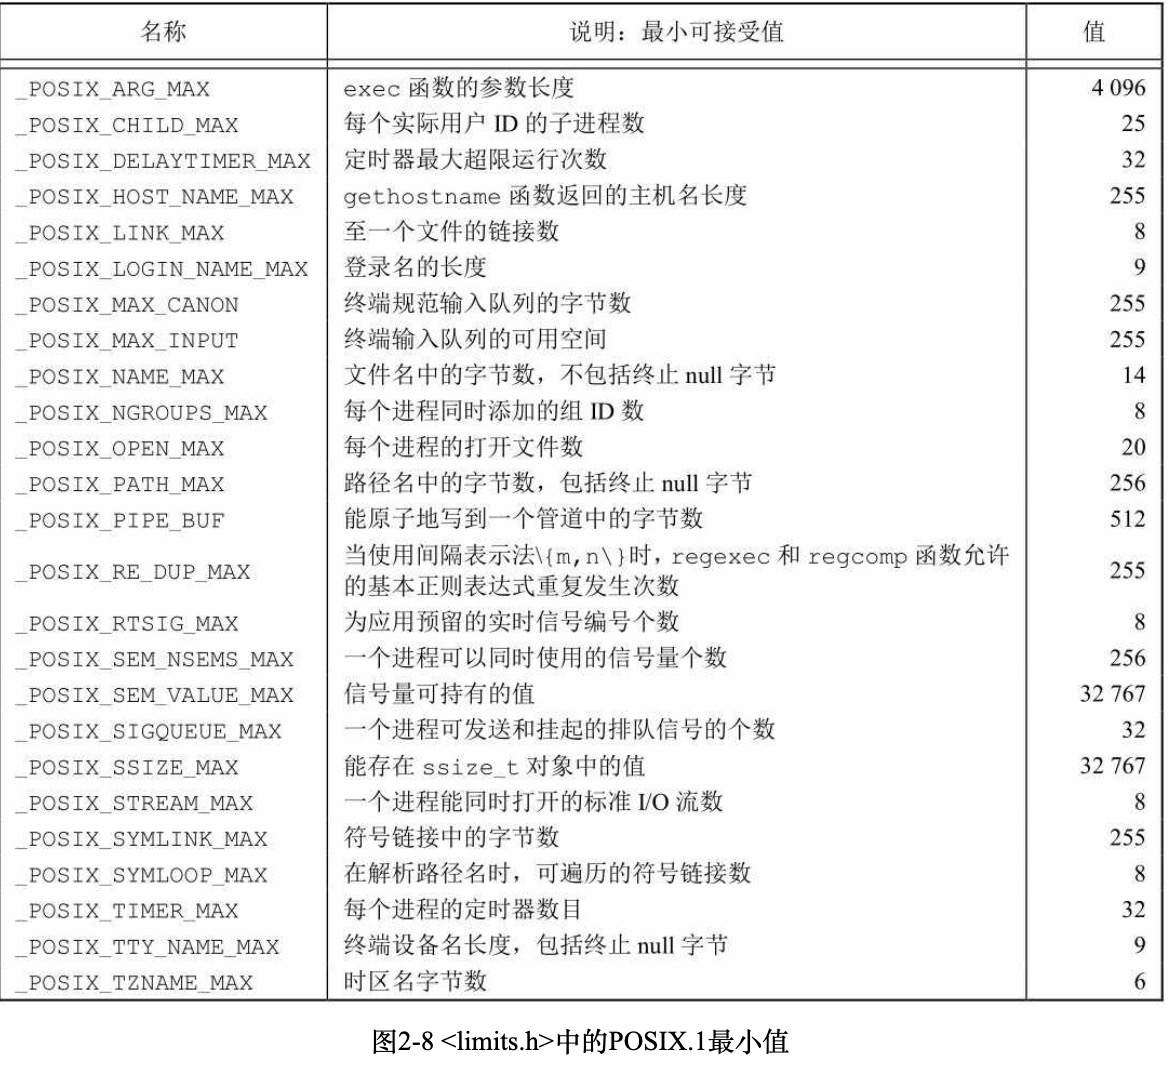 名称 说明：最小可接受值 值
_POSIX_ARG_MAX exec 函数的参数长度 4 096
_POSIX_CHILD_MAX 每个实际用户 ID 的子进程数 25
_POSIX_DELAYTIMER_MAX 定时器最大超限运行次数 32
_POSIX_HOST_NAME_MAX gethostname 函数返回的主机名长度 255
_POSIX_LINK_MAX 至一个文件的链接数 8
_POSIX_LOGIN_NAME_MAX 登录名的长度 9
_POSIX_MAX_CANON 终端规范输入队列的字节数 255
_POSIX_MAX_INPUT 终端输入队列的可用空间 255
_POSIX_NAME_MAX 文件名中的字节数，不包括终止 null 字节 14
_POSIX_NGROUPS_MAX 每个进程同时添加的组 ID 数 8
_POSIX_OPEN_MAX 每个进程的打开文件数 20
_POSIX_PATH_MAX 路径名中的字节数，包括终止 null 字节 256
_POSIX_PIPE_BUF 能原子地写到一个管道中的字节数 512
_POSIX_RE_DUP_MAX 当使用间隔表示法\{m,n\}时，regexec 和 regcomp 函数允许
的基本正则表达式重复发生次数 255
_POSIX_RTSIG_MAX 为应用预留的实时信号编号个数 8
_POSIX_SEM_NSEMS_MAX 一个进程可以同时使用的信号量个数 256
_POSIX_SEM_VALUE_MAX 信号量可持有的值 32 767
_POSIX_SIGQUEUE_MAX 一个进程可发送和挂起的排队信号的个数 32
_POSIX_SSIZE_MAX 能存在 ssize_t 对象中的值 32 767
_POSIX_STREAM_MAX 一个进程能同时打开的标准 I/O 流数 8
_POSIX_SYMLINK_MAX 符号链接中的字节数 255
_POSIX_SYMLOOP_MAX 在解析路径名时，可遍历的符号链接数 8
_POSIX_TIMER_MAX 每个进程的定时器数目 32
_POSIX_TTY_NAME_MAX 终端设备名长度，包括终止 null 字节 9
_POSIX_TZNAME_MAX 时区名字节数 6
图2-8 <limits.h>中的POSIX.1最小值